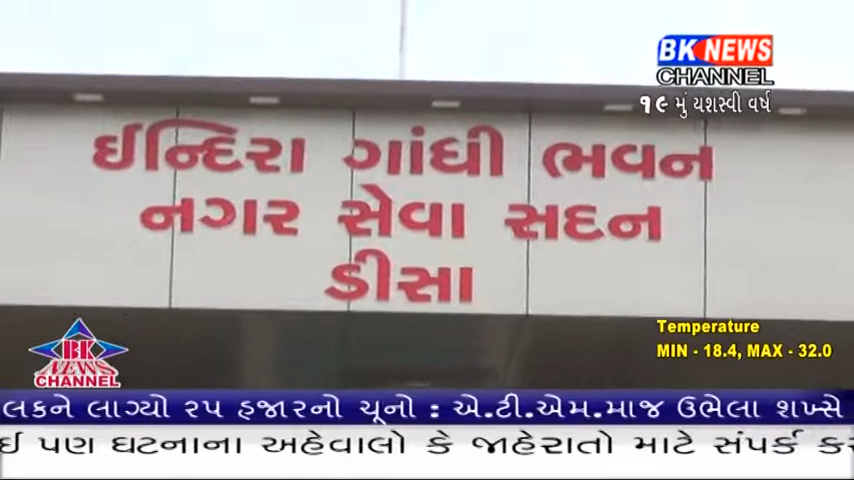 BK NEWS
CHANNEL
૧૯ મું યશસ્વી વર્ષ
ઈન્દિરા ગાંધી ભવન
નગર સેવા સદન
ડીસા
Temperature
MIN - 18.4, MAX - 32.0
BK
NEWS
CHANNEL
લકને લાગ્યો ૨૫ હજારનો ચૂનો : એ.ટી.એમ.માજ ઉભેલા શખ્સે
ઈ પણ ઘટનાના અહેવાલો કે જાહેરાતો માટે સંપર્ક કર